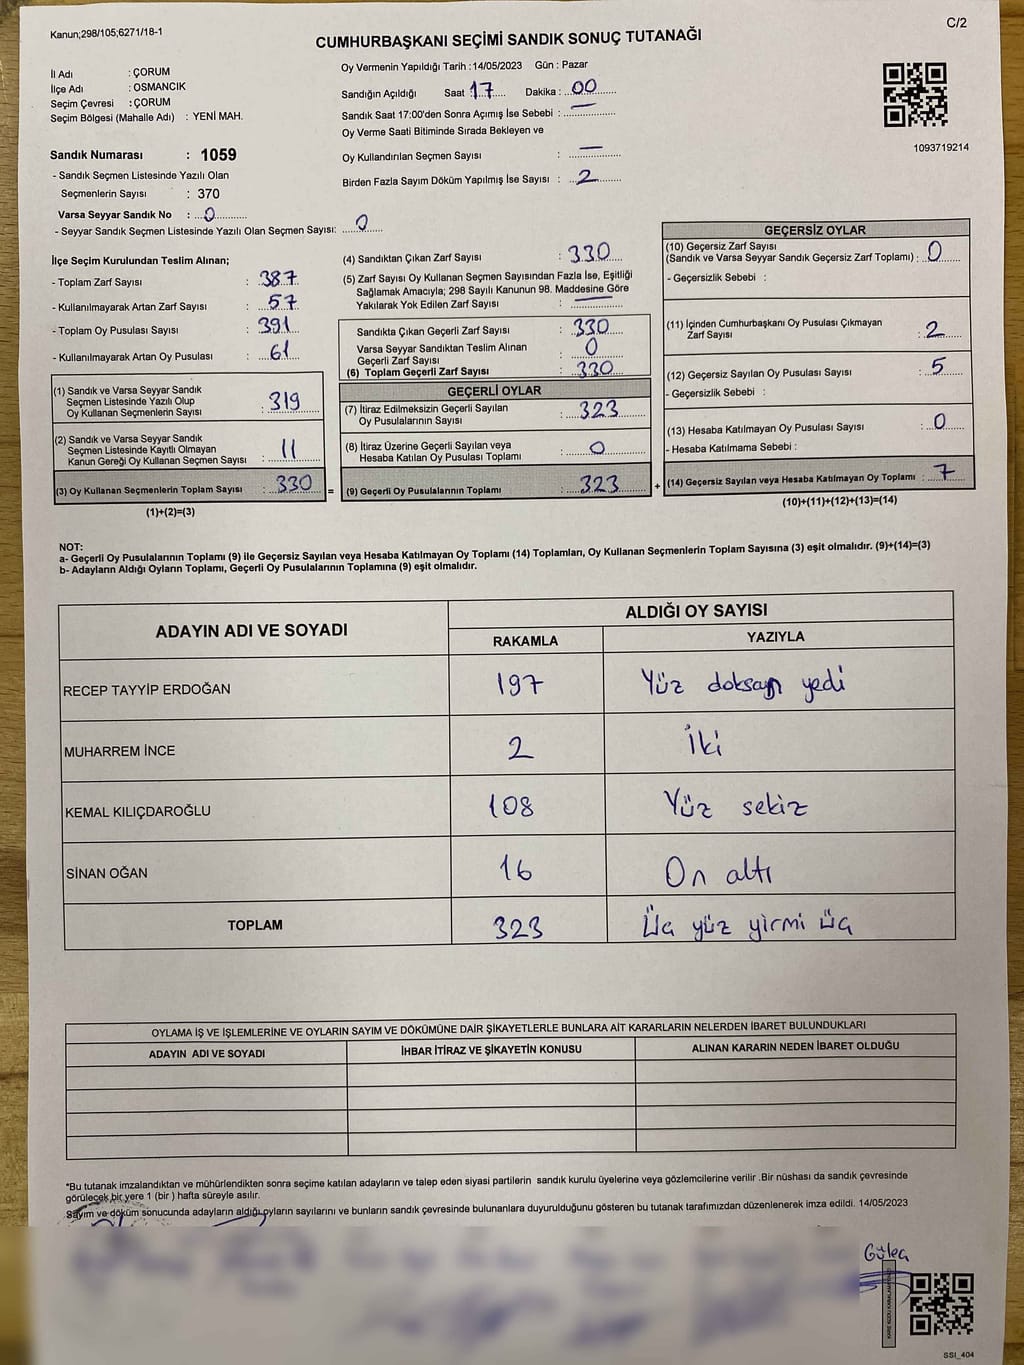 Kanun;298/105;6271/18-1
C/2
CUMHURBAŞKANI SEÇİMİ SANDIK SONUÇ TUTANAĞI
İl Adı : ÇORUM
İlçe Adı : OSMANCIK
Seçim Çevresi : ÇORUM
Seçim Bölgesi (Mahalle Adı) : YENİ MAH.
Oy Vermenin Yapıldığı Tarih :14/05/2023 Gün : Pazar
Sandığın Açıldığı Saat 17 Dakika : 00
Sandık Saat 17:00'den Sonra Açımış İse Sebebi : —
Oy Verme Saati Bitiminde Sırada Bekleyen ve
Oy Kullandırılan Seçmen Sayısı : —
Birden Fazla Sayım Döküm Yapılmış İse Sayısı : 2
1093719214
Sandık Numarası : 1059
- Sandık Seçmen Listesinde Yazılı Olan
Seçmenlerin Sayısı : 370
Varsa Seyyar Sandık No : 0
- Seyyar Sandık Seçmen Listesinde Yazılı Olan Seçmen Sayısı: 0
İlçe Seçim Kurulundan Teslim Alınan;
- Toplam Zarf Sayısı : 387
- Kullanılmayarak Artan Zarf Sayısı : 57
- Toplam Oy Pusulası Sayısı : 391
- Kullanılmayarak Artan Oy Pusulası : 61
(1) Sandık ve Varsa Seyyar Sandık
Seçmen Listesinde Yazılı Olup
Oy Kullanan Seçmenlerin Sayısı : 319
(2) Sandık ve Varsa Seyyar Sandık
Seçmen Listesinde Kayıtlı Olmayan
Kanun Gereği Oy Kullanan Seçmen Sayısı : 11
(3) Oy Kullanan Seçmenlerin Toplam Sayısı : 330
(1)+(2)=(3)
(4) Sandıktan Çıkan Zarf Sayısı : 330
(5) Zarf Sayısı Oy Kullanan Seçmen Sayısından Fazla İse, Eşitliği
Sağlamak Amacıyla; 298 Sayılı Kanunun 98. Maddesine Göre
Yakılarak Yok Edilen Zarf Sayısı : —
Sandıkta Çıkan Geçerli Zarf Sayısı : 330
Varsa Seyyar Sandıktan Teslim Alınan
Geçerli Zarf Sayısı : 0
(6) Toplam Geçerli Zarf Sayısı : 330
GEÇERLİ OYLAR
(7) İtiraz Edilmeksizin Geçerli Sayılan
Oy Pusulalarının Sayısı : 323
(8) İtiraz Üzerine Geçerli Sayılan veya
Hesaba Katılan Oy Pusulası Toplamı : 0
= (9) Geçerli Oy Pusulalarının Toplamı : 323 +
GEÇERSİZ OYLAR
(10) Geçersiz Zarf Sayısı
(Sandık ve Varsa Seyyar Sandık Geçersiz Zarf Toplamı) : 0
- Geçersizlik Sebebi :
(11) İçinden Cumhurbaşkanı Oy Pusulası Çıkmayan
Zarf Sayısı : 2
(12) Geçersiz Sayılan Oy Pusulası Sayısı : 5
- Geçersizlik Sebebi :
(13) Hesaba Katılmayan Oy Pusulası Sayısı : 0
- Hesaba Katılmama Sebebi :
(14) Geçersiz Sayılan veya Hesaba Katılmayan Oy Toplamı : 7
(10)+(11)+(12)+(13)=(14)
NOT:
a- Geçerli Oy Pusulalarının Toplamı (9) ile Geçersiz Sayılan veya Hesaba Katılmayan Oy Toplamı (14) Toplamları, Oy Kullanan Seçmenlerin Toplam Sayısına (3) eşit olmalıdır. (9)+(14)=(3)
b- Adayların Aldığı Oyların Toplamı, Geçerli Oy Pusulalarının Toplamına (9) eşit olmalıdır.
ADAYIN ADI VE SOYADI
ALDIĞI OY SAYISI
RAKAMLA YAZIYLA
RECEP TAYYİP ERDOĞAN 197 Yüz doksan yedi
MUHARREM İNCE 2 İki
KEMAL KILIÇDAROĞLU 108 Yüz sekiz
SİNAN OĞAN 16 On altı
TOPLAM 323 Üç yüz yirmi üç
OYLAMA İŞ VE İŞLEMLERİNE VE OYLARIN SAYIM VE DÖKÜMÜNE DAİR ŞİKAYETLERLE BUNLARA AİT KARARLARIN NELERDEN İBARET BULUNDUKLARI
ADAYIN ADI VE SOYADI İHBAR İTİRAZ VE ŞİKAYETİN KONUSU ALINAN KARARIN NEDEN İBARET OLDUĞU
*Bu tutanak imzalandıktan ve mühürlendikten sonra seçime katılan adayların ve talep eden siyasi partilerin sandık kurulu üyelerine veya gözlemcilerine verilir .Bir nüshası da sandık çevresinde
görülecek bir yere 1 (bir ) hafta süreyle asılır.
Sayım ve döküm sonucunda adayların aldığı oyların sayılarını ve bunların sandık çevresinde bulunanlara duyurulduğunu gösteren bu tutanak tarafımızdan düzenlenerek imza edildi. 14/05/2023
SSI_404